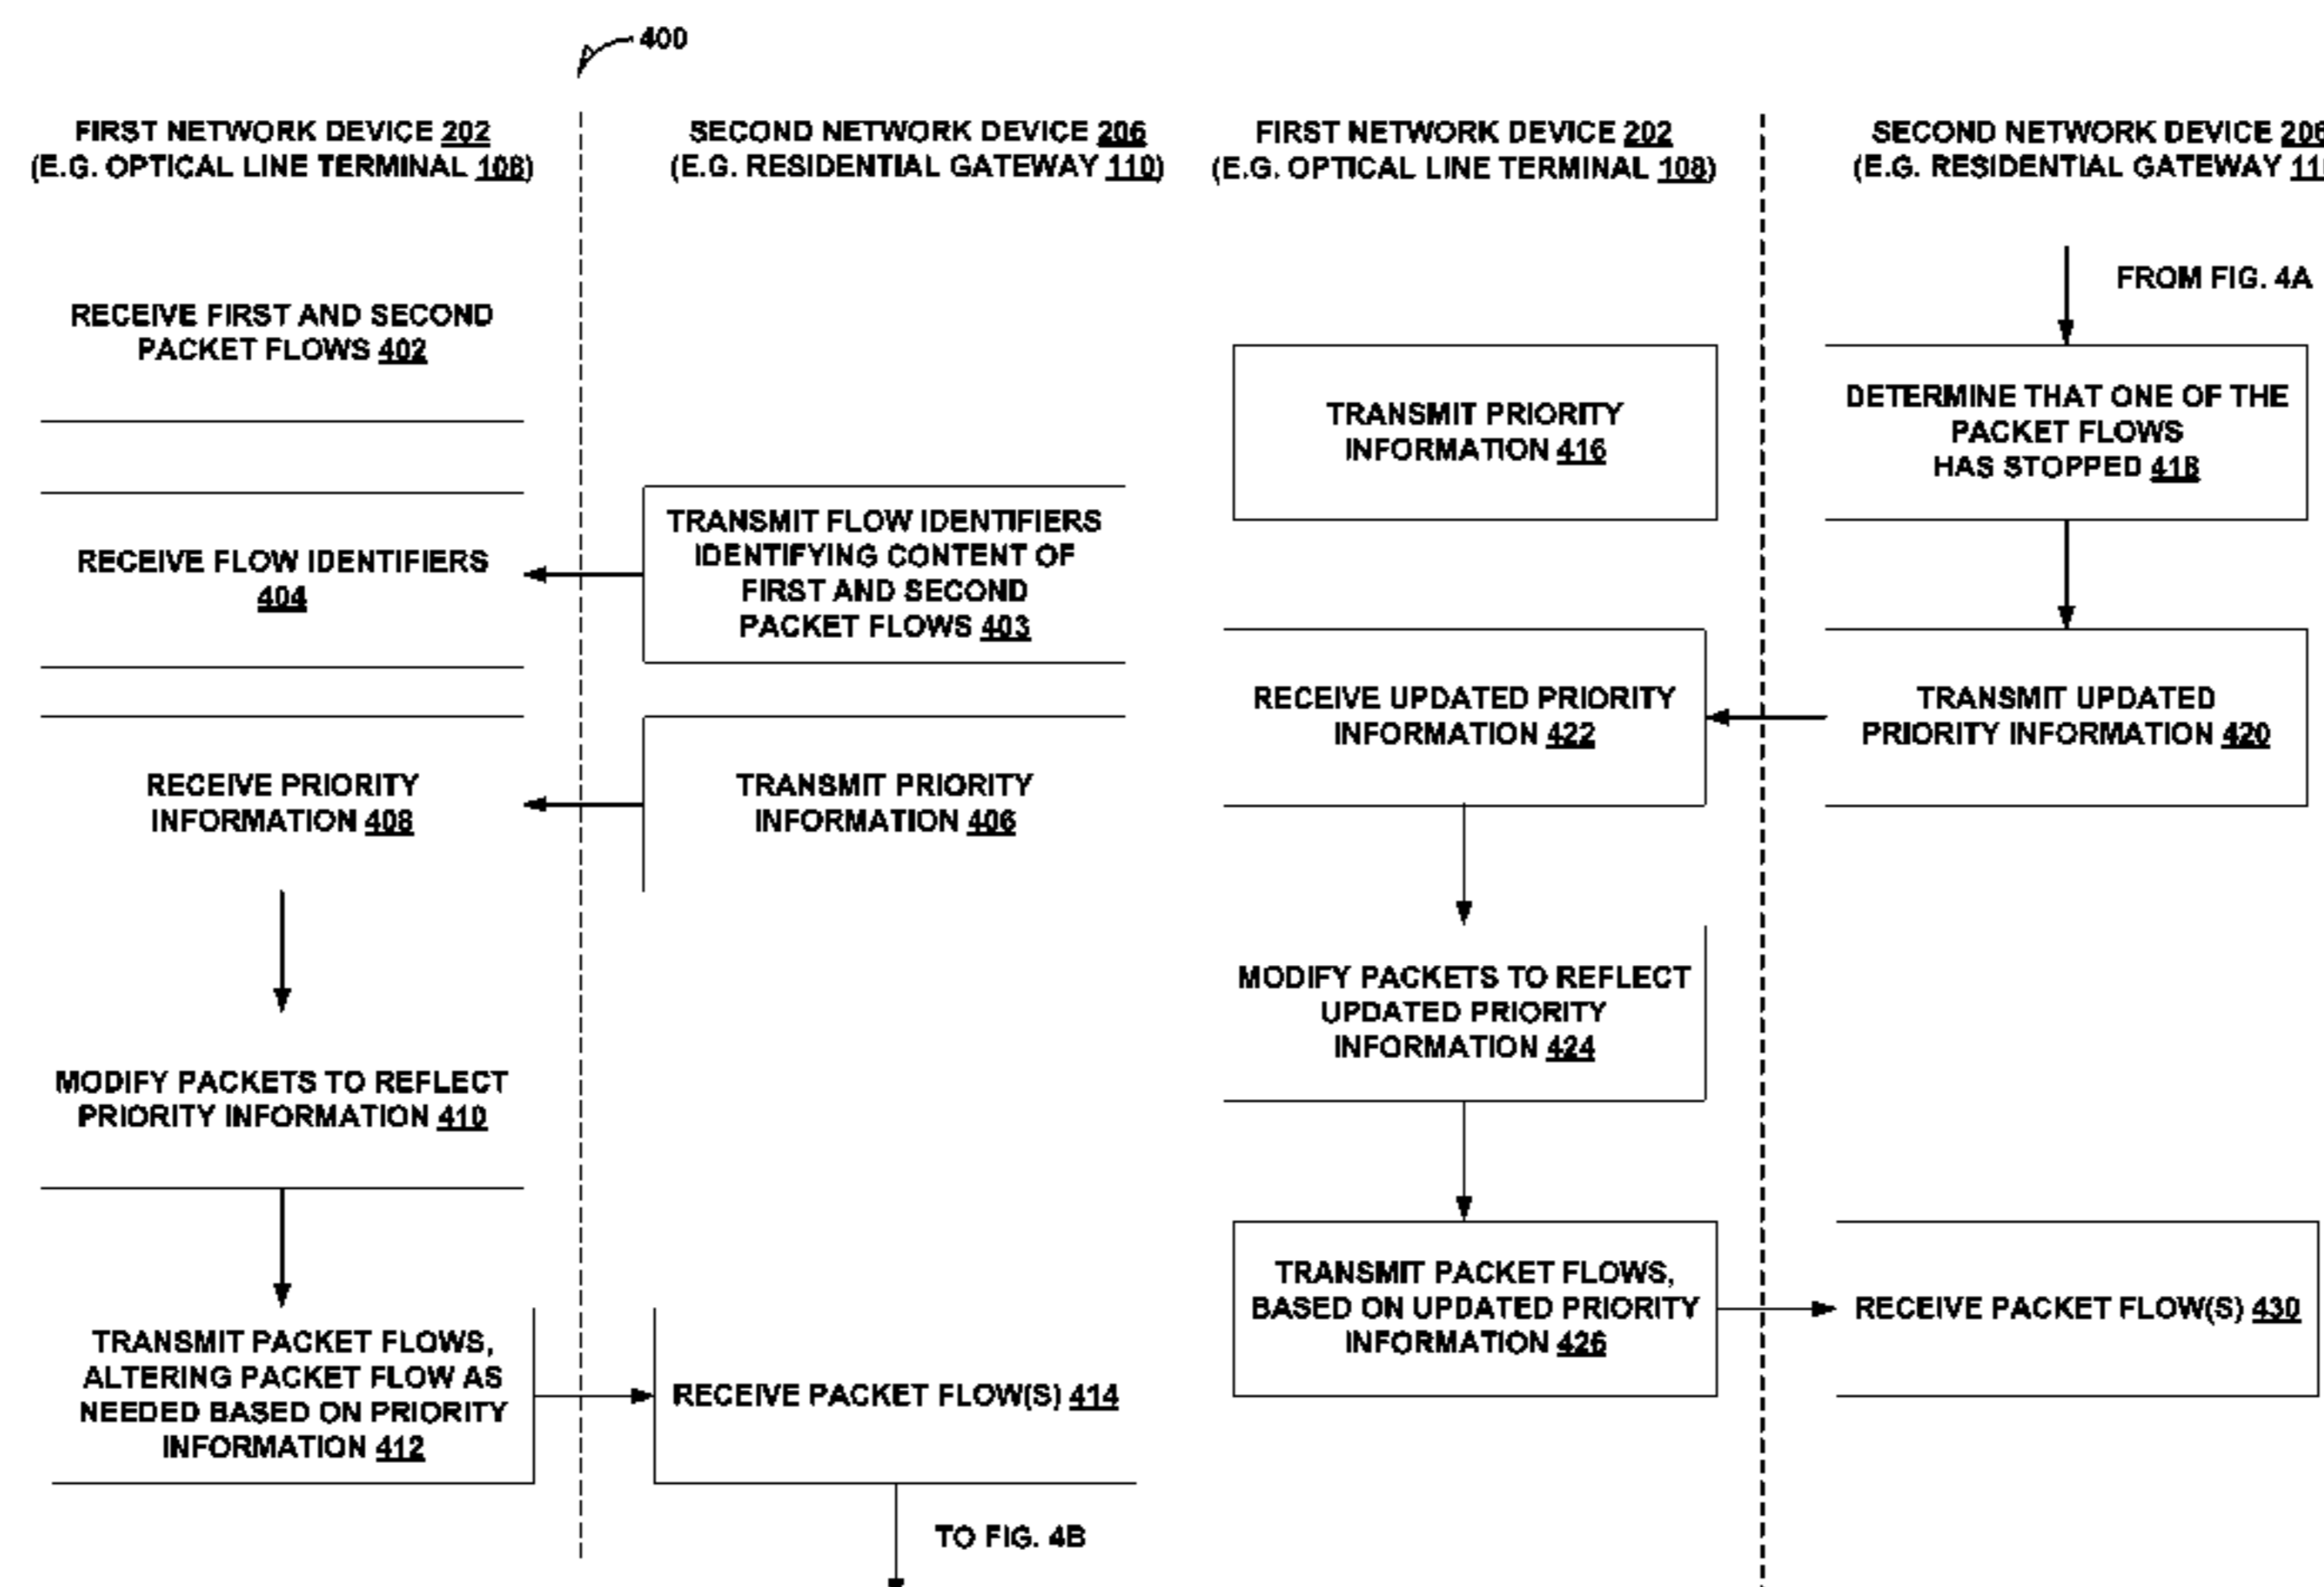 400
FIRST NETWORK DEVICE 202
(E.G. OPTICAL LINE TERMINAL 108)
SECOND NETWORK DEVICE 206
(E.G. RESIDENTIAL GATEWAY 110)
RECEIVE FIRST AND SECOND
PACKET FLOWS 402
TRANSMIT FLOW IDENTIFIERS
IDENTIFYING CONTENT OF
FIRST AND SECOND
PACKET FLOWS 403
RECEIVE FLOW IDENTIFIERS
404
RECEIVE PRIORITY
INFORMATION 408
TRANSMIT PRIORITY
INFORMATION 406
MODIFY PACKETS TO REFLECT
PRIORITY INFORMATION 410
TRANSMIT PACKET FLOWS,
ALTERING PACKET FLOW AS
NEEDED BASED ON PRIORITY
INFORMATION 412
RECEIVE PACKET FLOW(S) 414
TO FIG. 4B
FIRST NETWORK DEVICE 202
(E.G. OPTICAL LINE TERMINAL 108)
SECOND NETWORK DEVICE 206
(E.G. RESIDENTIAL GATEWAY
FROM FIG. 4A
TRANSMIT PRIORITY
INFORMATION 416
DETERMINE THAT ONE OF THE
PACKET FLOWS
HAS STOPPED 418
RECEIVE UPDATED PRIORITY
INFORMATION 422
TRANSMIT UPDATED
PRIORITY INFORMATION 420
MODIFY PACKETS TO REFLECT
UPDATED PRIORITY
INFORMATION 424
TRANSMIT PACKET FLOWS,
BASED ON UPDATED PRIORITY
INFORMATION 426
RECEIVE PACKET FLOW(S) 430